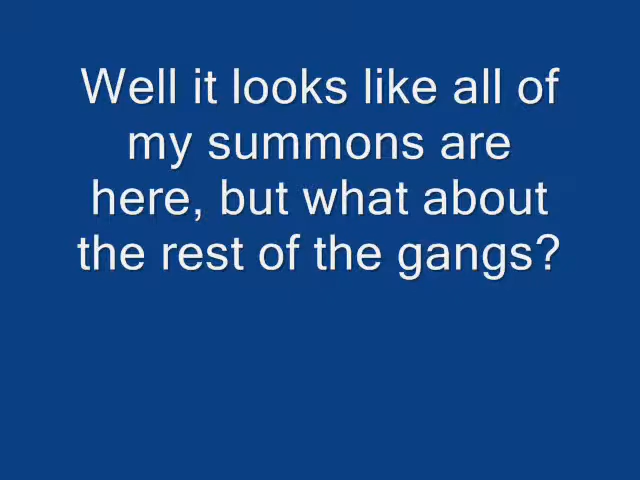 Well it looks like all of
my summons are
here, but what about
the rest of the gangs?